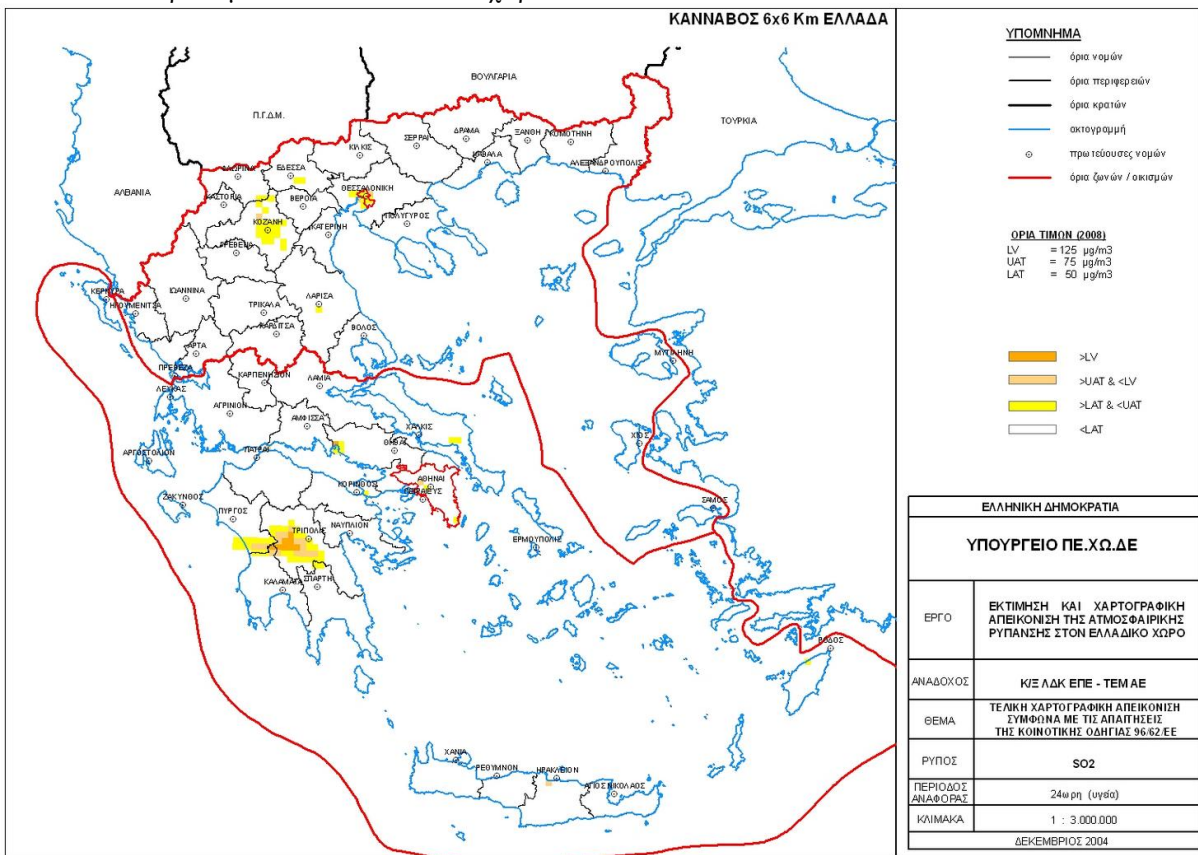 ΚΑΝΝΑΒΟΣ 6x6 Km ΕΛΛΑΔΑ
ΒΟΥΛΓΑΡΙΑ
Π.Γ.Δ.Μ.
ΤΟΥΡΚΙΑ
ΑΛΒΑΝΙΑ
ΔΡΑΜΑ
ΞΑΝΘΗ
ΚΟΜΟΤΗΝΗ
ΣΕΡΡΑΙ
ΚΙΛΚΙΣ
ΑΛΕΞΑΝΔΡΟΥΠΟΛΙΣ
ΕΔΕΣΣΑ
ΘΕΣΣΑΛΟΝΙΚΗ
ΒΕΡΟΙΑ
ΚΑΣΤΟΡΙΑ
ΠΟΛΥΓΥΡΟΣ
ΚΟΖΑΝΗ
ΚΑΤΕΡΙΝΗ
ΓΡΕΒΕΝΑ
ΚΕΡΚΥΡΑ
ΗΓΟΥΜΕΝΙΤΣΑ
ΙΩΑΝΝΙΝΑ
ΛΑΡΙΣΑ
ΤΡΙΚΑΛΑ
ΚΑΡΔΙΤΣΑ
ΒΟΛΟΣ
ΑΡΤΑ
ΜΥΤΙΛΗΝΗ
ΠΡΕΒΕΖΑ
ΚΑΡΠΕΝΗΣΙΟΝ
ΛΑΜΙΑ
ΛΕΥΚΑΣ
ΑΓΡΙΝΙΟΝ
ΑΜΦΙΣΣΑ
ΧΑΛΚΙΣ
ΘΗΒΑΙ
ΧΙΟΣ
ΑΡΓΟΣΤΟΛΙΟΝ
ΠΑΤΡΑΙ
ΚΟΡΙΝΘΟΣ
ΑΘΗΝΑΙ
ΖΑΚΥΝΘΟΣ
ΠΥΡΓΟΣ
ΝΑΥΠΛΙΟΝ
ΤΡΙΠΟΛΙΣ
ΣΑΜΟΣ
ΕΡΜΟΥΠΟΛΙΣ
ΚΑΛΑΜΑΤΑ
ΣΠΑΡΤΗ
ΡΟΔΟΣ
ΧΑΝΙΑ
ΡΕΘΥΜΝΟΝ
ΗΡΑΚΛΕΙΟΝ
ΑΓΙΟΣ ΝΙΚΟΛΑΟΣ
ΥΠΟΜΝΗΜΑ
όρια νομών
όρια περιφερειών
όρια κρατών
ακτογραμμή
πρωτεύουσες νομών
όρια ζωνών / οικισμών
ΟΡΙΑ ΤΙΜΩΝ (2008)
LV = 125 μg/m3
UAT = 75 μg/m3
LAT = 50 μg/m3
>LV
>UAT & <LV
>LAT & <UAT
<LAT
ΕΛΛΗΝΙΚΗ ΔΗΜΟΚΡΑΤΙΑ
ΥΠΟΥΡΓΕΙΟ ΠΕ.ΧΩ.ΔΕ
ΕΡΓΟ
ΕΚΤΙΜΗΣΗ ΚΑΙ ΧΑΡΤΟΓΡΑΦΙΚΗ
ΑΠΕΙΚΟΝΙΣΗ ΤΗΣ ΑΤΜΟΣΦΑΙΡΙΚΗΣ
ΡΥΠΑΝΣΗΣ ΣΤΟΝ ΕΛΛΑΔΙΚΟ ΧΩΡΟ
ΑΝΑΔΟΧΟΣ
Κ/Ξ ΛΔΚ ΕΠΕ - ΤΕΜ ΑΕ
ΘΕΜΑ
ΤΕΛΙΚΗ ΧΑΡΤΟΓΡΑΦΙΚΗ ΑΠΕΙΚΟΝΙΣΗ
ΣΥΜΦΩΝΑ ΜΕ ΤΙΣ ΑΠΑΙΤΗΣΕΙΣ
ΤΗΣ ΚΟΙΝΟΤΙΚΗΣ ΟΔΗΓΙΑΣ 96/62/ΕΕ
ΡΥΠΟΣ
SO2
ΠΕΡΙΟΔΟΣ
ΑΝΑΦΟΡΑΣ
24ωρη (υγεία)
ΚΛΙΜΑΚΑ
1 : 3.000.000
ΔΕΚΕΜΒΡΙΟΣ 2004